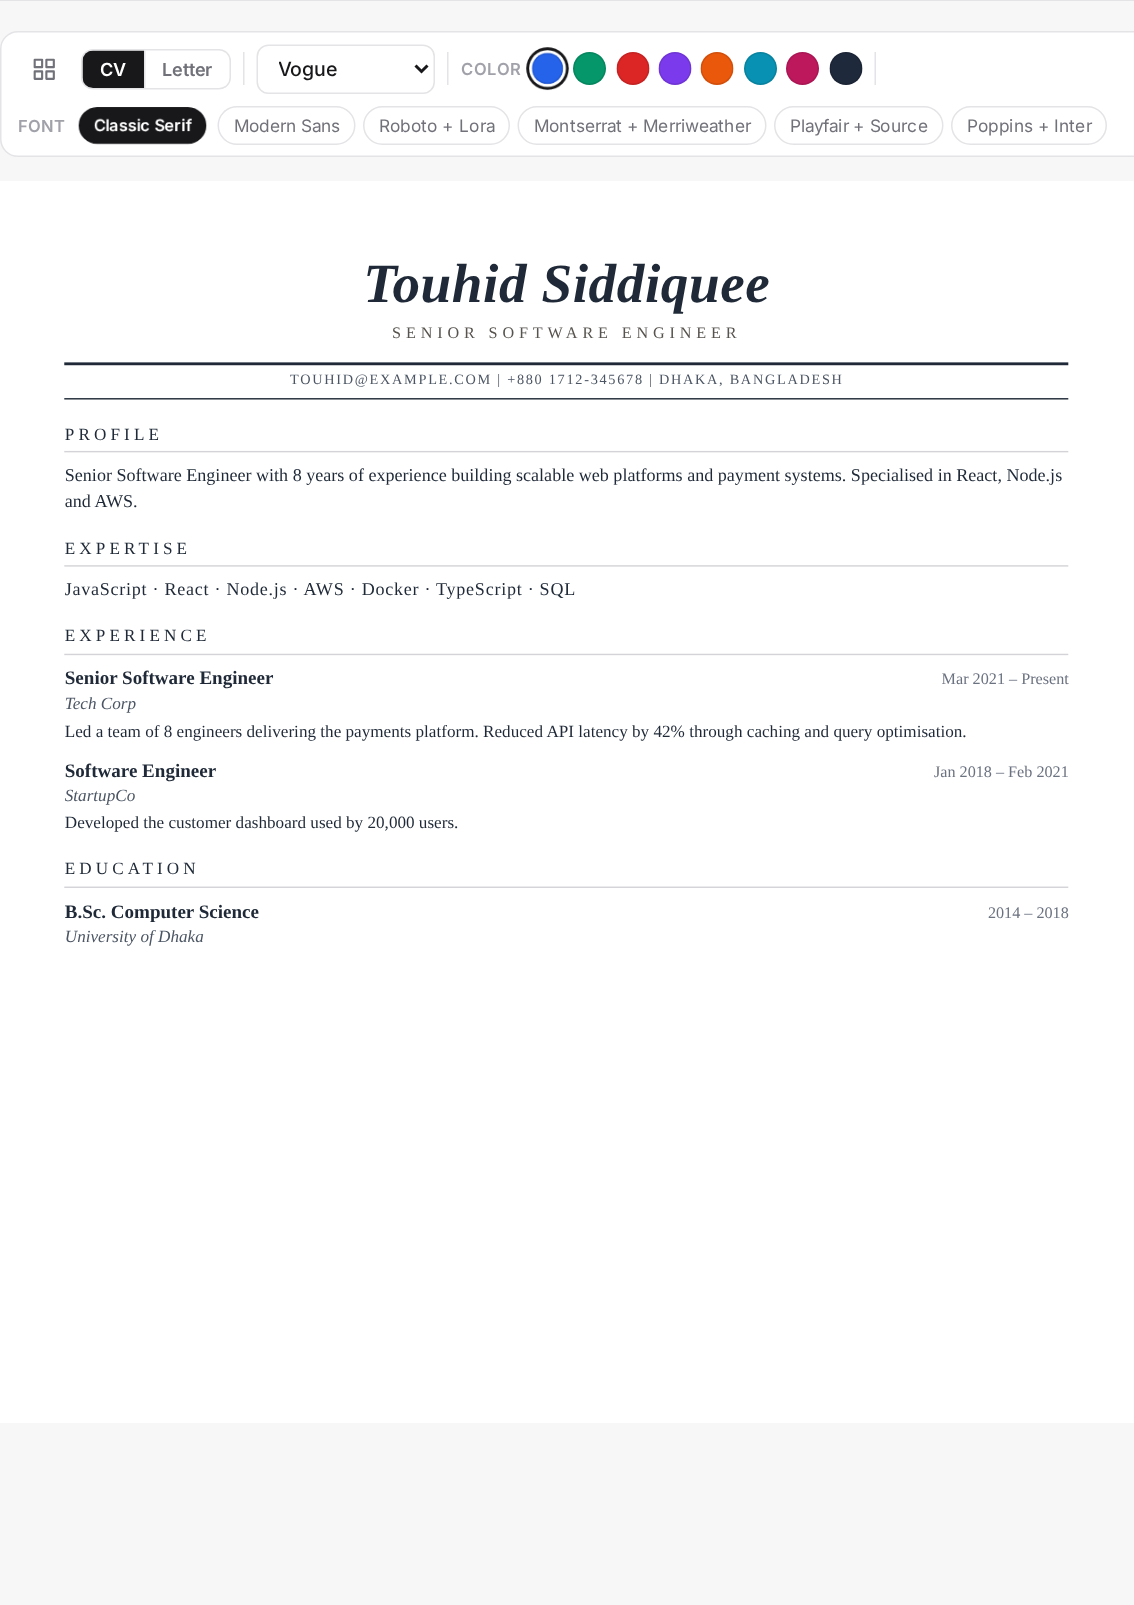 CV Letter Vogue COLOR
FONT Classic Serif Modern Sans Roboto + Lora Montserrat + Merriweather Playfair + Source Poppins + Inter
Touhid Siddiquee
SENIOR SOFTWARE ENGINEER
TOUHID@EXAMPLE.COM | +880 1712-345678 | DHAKA, BANGLADESH
PROFILE
Senior Software Engineer with 8 years of experience building scalable web platforms and payment systems. Specialised in React, Node.js
and AWS.
EXPERTISE
JavaScript · React · Node.js · AWS · Docker · TypeScript · SQL
EXPERIENCE
Senior Software Engineer Mar 2021 – Present
Tech Corp
Led a team of 8 engineers delivering the payments platform. Reduced API latency by 42% through caching and query optimisation.
Software Engineer Jan 2018 – Feb 2021
StartupCo
Developed the customer dashboard used by 20,000 users.
EDUCATION
B.Sc. Computer Science 2014 – 2018
University of Dhaka